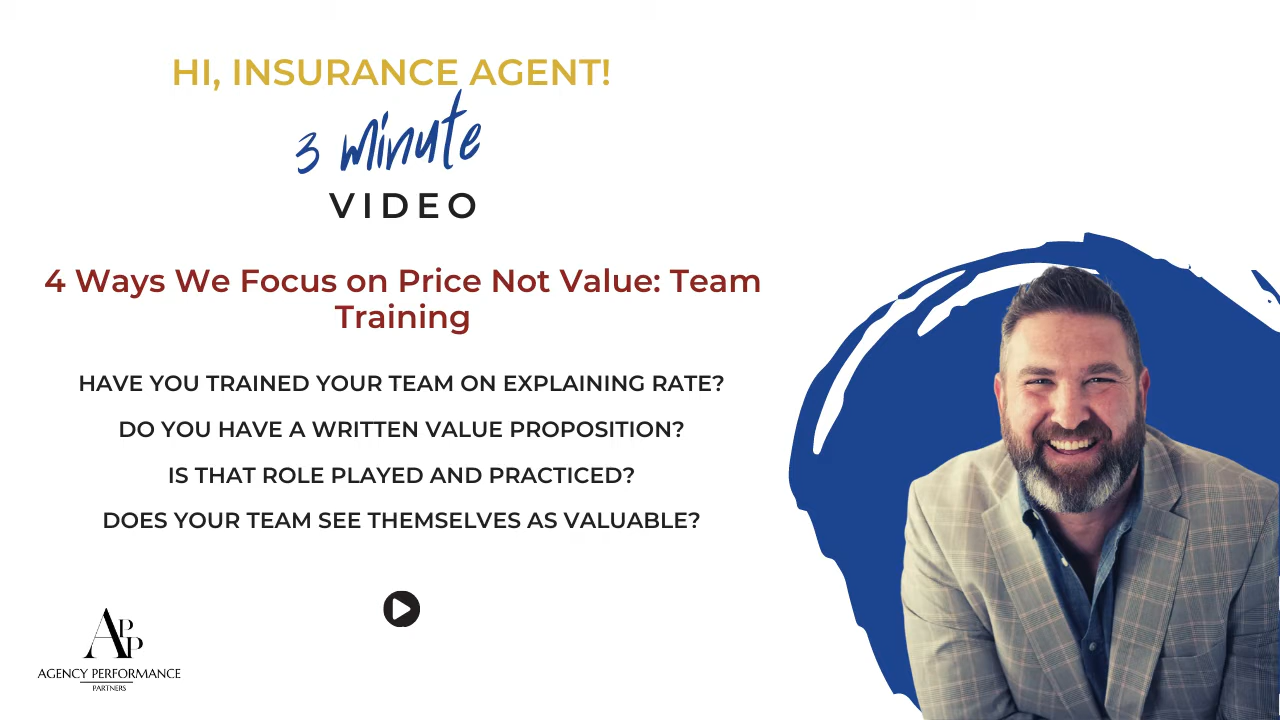 HI, INSURANCE AGENT!
3 minute
VIDEO
4 Ways We Focus on Price Not Value: Team
Training
HAVE YOU TRAINED YOUR TEAM ON EXPLAINING RATE?
DO YOU HAVE A WRITTEN VALUE PROPOSITION?
IS THAT ROLE PLAYED AND PRACTICED?
DOES YOUR TEAM SEE THEMSELVES AS VALUABLE?
APP
AGENCY PERFORMANCE
PARTNERS